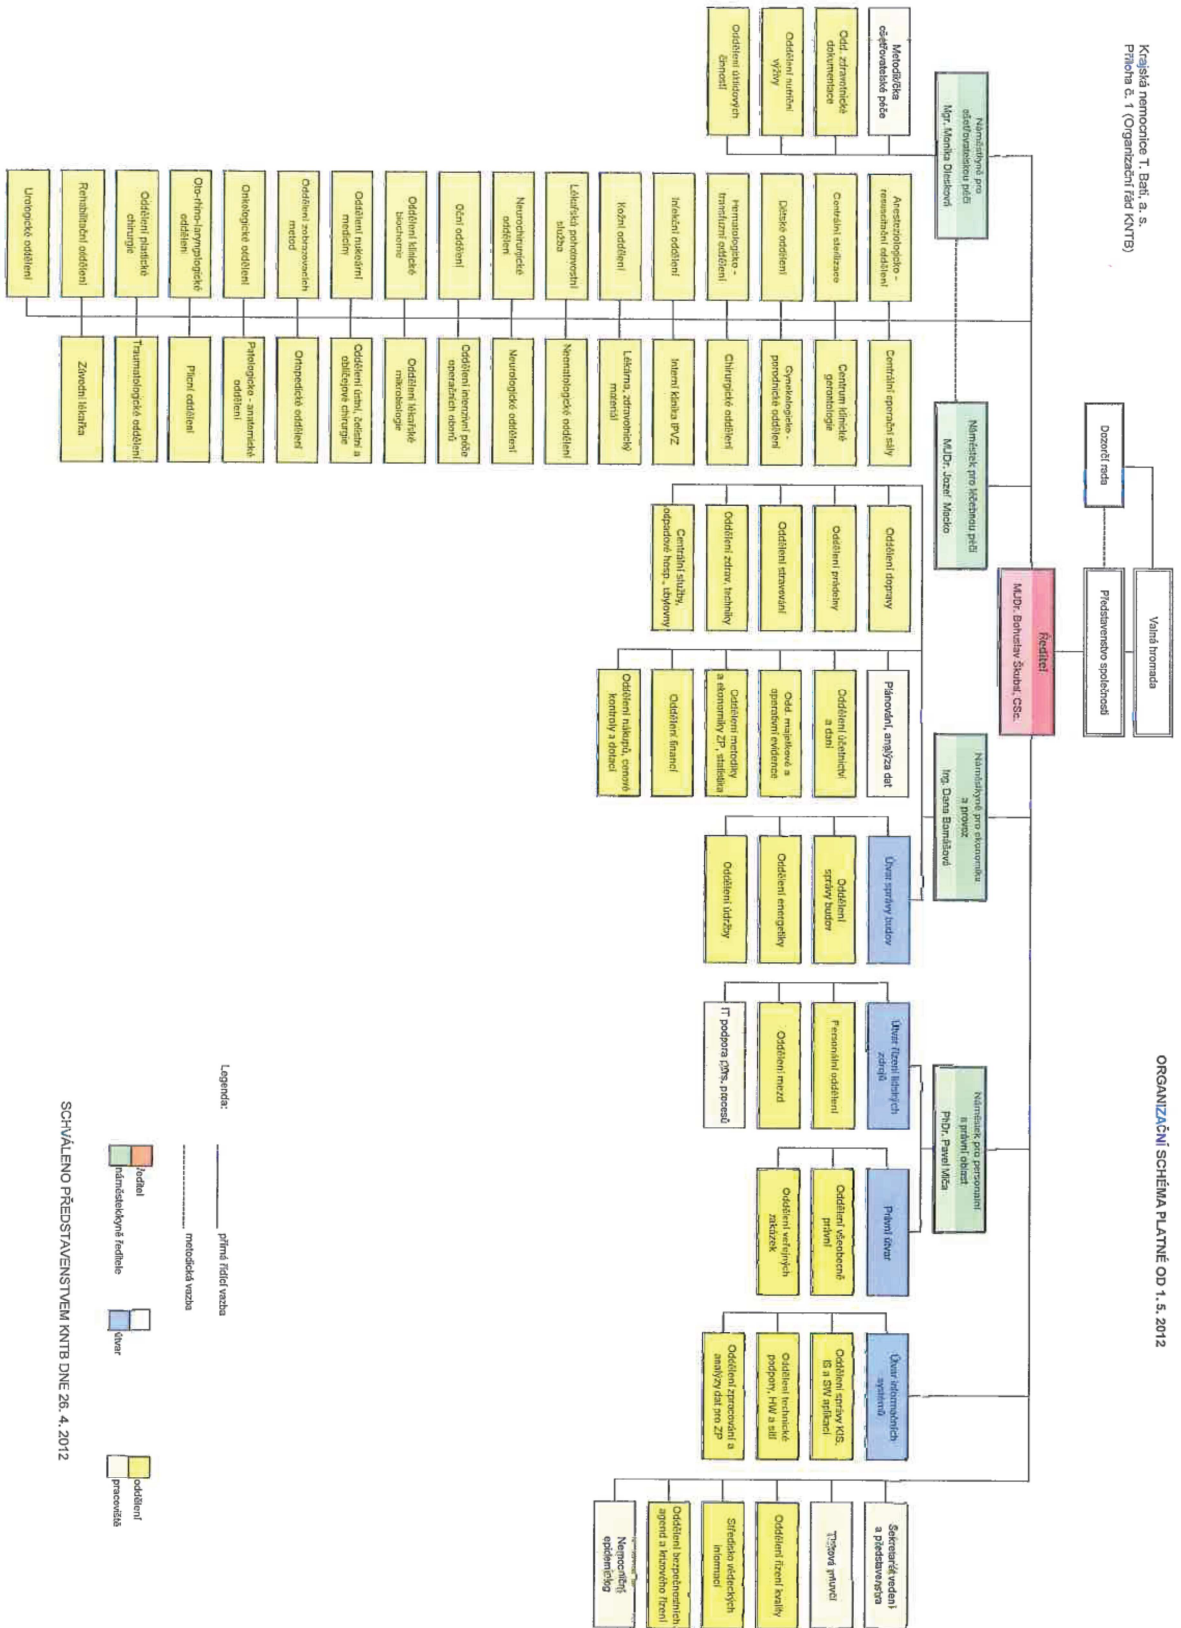 Krajská nemocnice T. Bati, a. s.
Příloha č. 1 (Organizační řád KNTB)
ORGANIZAČNÍ SCHÉMA PLATNÉ OD 1. 5. 2012
Valná hromada
Dozorčí rada
Představenstvo společnosti
Ředitel
MUDr. Bohuslav Škubal, CSc.
Náměstkyně pro
ošetřovatelskou péči
Mgr. Monika Dlesková
Náměstek pro léčebnou péči
MUDr. Jozef Macko
Náměstkyně pro ekonomiku
a provoz
Ing. Dana Bamášová
Náměstek pro personální
a právní oblast
PhDr. Pavel Miča
Metodik/čka
ošetřovatelské péče
Odd. zdravotnické
dokumentace
Oddělení nutriční
výživy
Oddělení úklidových
činností
Anesteziologicko -
resuscitační oddělení
Centrální sterilizace
Dětské oddělení
Hematologicko -
transfuzní oddělení
Infekční oddělení
Kožní oddělení
Lékařská pohotovostní
služba
Neurochirurgické
oddělení
Oční oddělení
Oddělení klinické
biochemie
Oddělení nukleární
medicíny
Oddělení zobrazovacích
metod
Onkologické oddělení
Oto-rhino-laryngologické
oddělení
Oddělení plastické
chirurgie
Rehabilitační oddělení
Urologické oddělení
Centrální operační sály
Centrum klinické
gerontologie
Gynekologicko -
porodnické oddělení
Chirurgické oddělení
Interní klinika IPVZ
Lékárna, zdravotnický
materiál
Neonatologické oddělení
Neurologické oddělení
Oddělení intenzivní péče
operačních oborů
Oddělení lékařské
mikrobiologie
Oddělení ústní, čelistní a
obličejové chirurgie
Ortopedické oddělení
Patologicko - anatomické
oddělení
Plicní oddělení
Traumatologické oddělení
Závodní lékařka
Oddělení dopravy
Oddělení prádelny
Oddělení stravování
Oddělení zdrav. techniky
Centrální služby,
odpadové hosp., ubytovny
Plánování, analýza dat
Oddělení účetnictví
a daní
Odd. majetkové a
operativní evidence
Oddělení metodiky
a ekonomiky ZP, statistika
Oddělení financí
Oddělení nákupů, cenové
kontroly a dotací
Útvar správy budov
Oddělení
správy budov
Oddělení energetiky
Oddělení údržby
Útvar řízení lidských
zdrojů
Personální oddělení
Oddělení mezd
IT podpora pers. procesů
Právní útvar
Oddělení všeobecně
právní
Oddělení veřejných
zakázek
Útvar informačních
systémů
Oddělení správy KIS,
IS a SW aplikací
Oddělení technické
podpory, HW a sítí
Oddělení zpracování a
analýzy dat pro ZP
Sekretariát vedení
a představenstva
Tisková mluvčí
Oddělení řízení kvality
Středisko vědeckých
informací
Oddělení bezpečnostních
agend a krizového řízení
Nemocniční
epidemiolog
Legenda:
přímá řídící vazba
metodická vazba
ředitel
náměstek/kyně ředitele
útvar
oddělení
pracoviště
SCHVÁLENO PŘEDSTAVENSTVEM KNTB DNE 26. 4. 2012